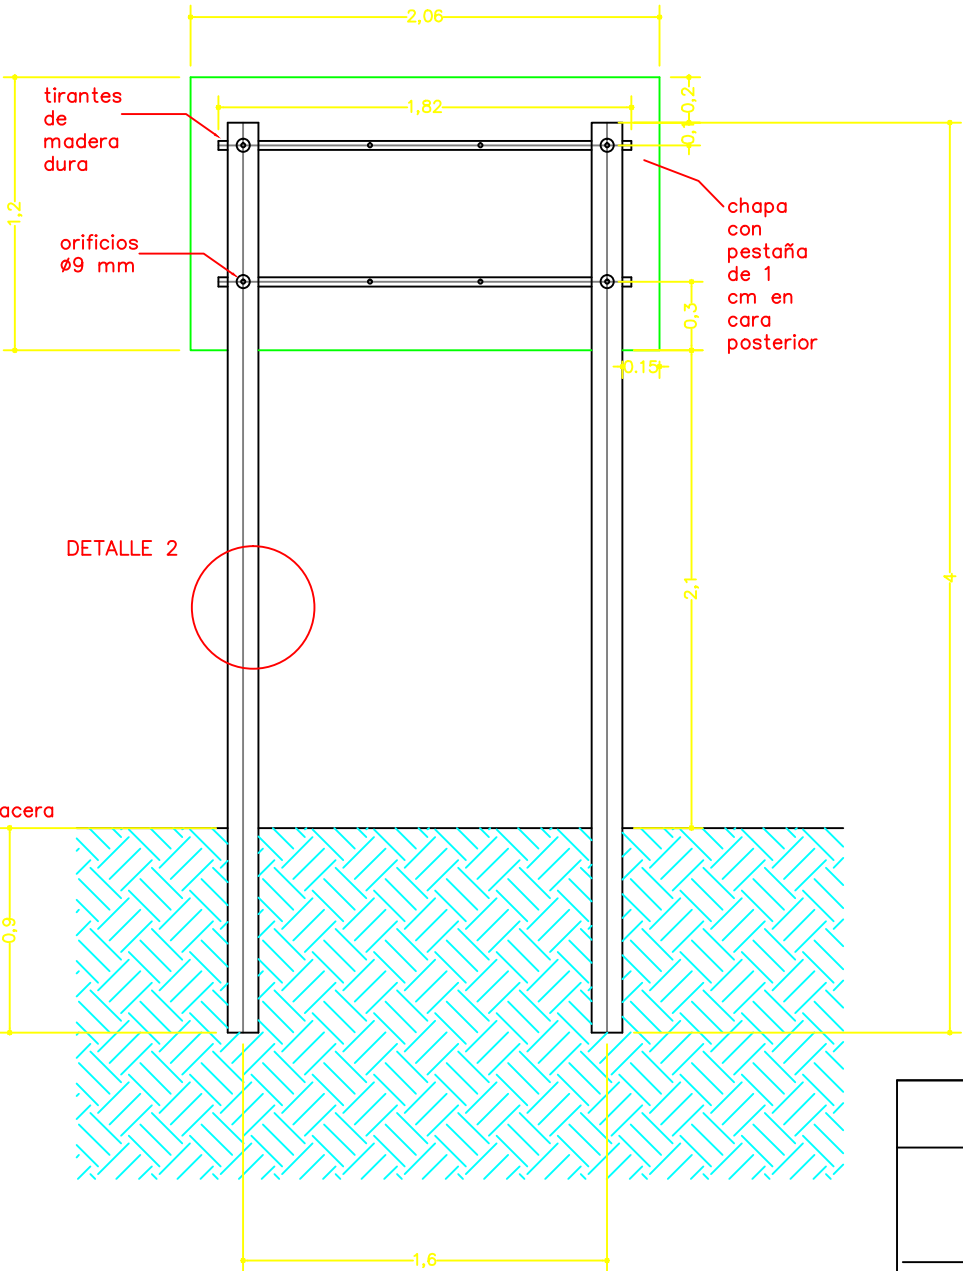 2,06
tirantes
de
madera
dura
1,82
0,2
0,1
1,2
chapa
con
pestaña
de 1
cm en
cara
posterior
orificios
ø9 mm
0,3
0.15
DETALLE 2
2,1
4
acera
0,9
1,6